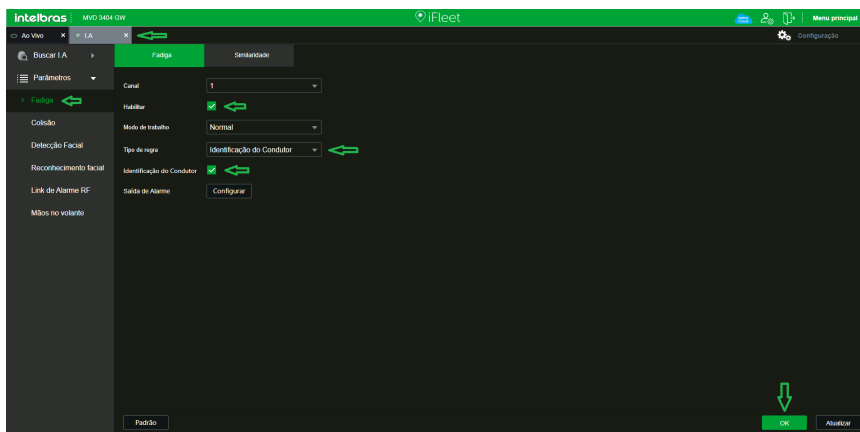 intelbras MVD 3404 GW iFleet Menu principal
Ao Vivo x I.A x Configuração
Buscar I.A
Parâmetros
> Fadiga
Colisão
Detecção Facial
Reconhecimento facial
Link de Alarme RF
Mãos no volante
Fadiga Similaridade
Canal 1
Habilitar
Modo de trabalho Normal
Tipo de regra Identificação do Condutor
Identificação do Condutor
Saída de Alarme Configurar
Padrão OK Atualizar